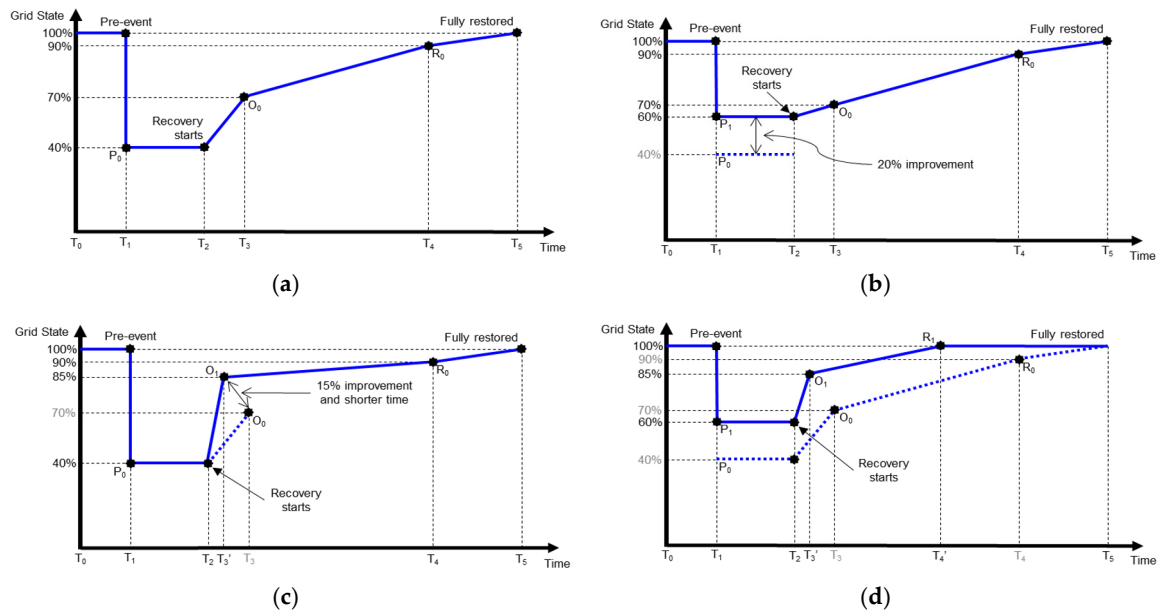 Grid State
Pre-event
Fully restored
100%
90%
R₀
70%
O₀
Recovery
starts
40%
P₀
T₀ T₁ T₂ T₃ T₄ T₅ Time
(a)
Grid State
Pre-event
Fully restored
100%
90%
R₀
Recovery
starts
70%
O₀
60%
P₁
40%
P₀
20% improvement
T₀ T₁ T₂ T₃ T₄ T₅ Time
(b)
Grid State
Pre-event
Fully restored
100%
90%
R₀
85%
O₁
15% improvement
and shorter time
70%
O₀
40%
P₀
Recovery
starts
T₀ T₁ T₂ T₃' T₃ T₄ T₅ Time
(c)
Grid State
Pre-event
R₁
Fully restored
100%
90%
R₀
85%
O₁
70%
O₀
60%
P₁
40%
P₀
Recovery
starts
T₀ T₁ T₂ T₃' T₃ T₄' T₄ T₅ Time
(d)